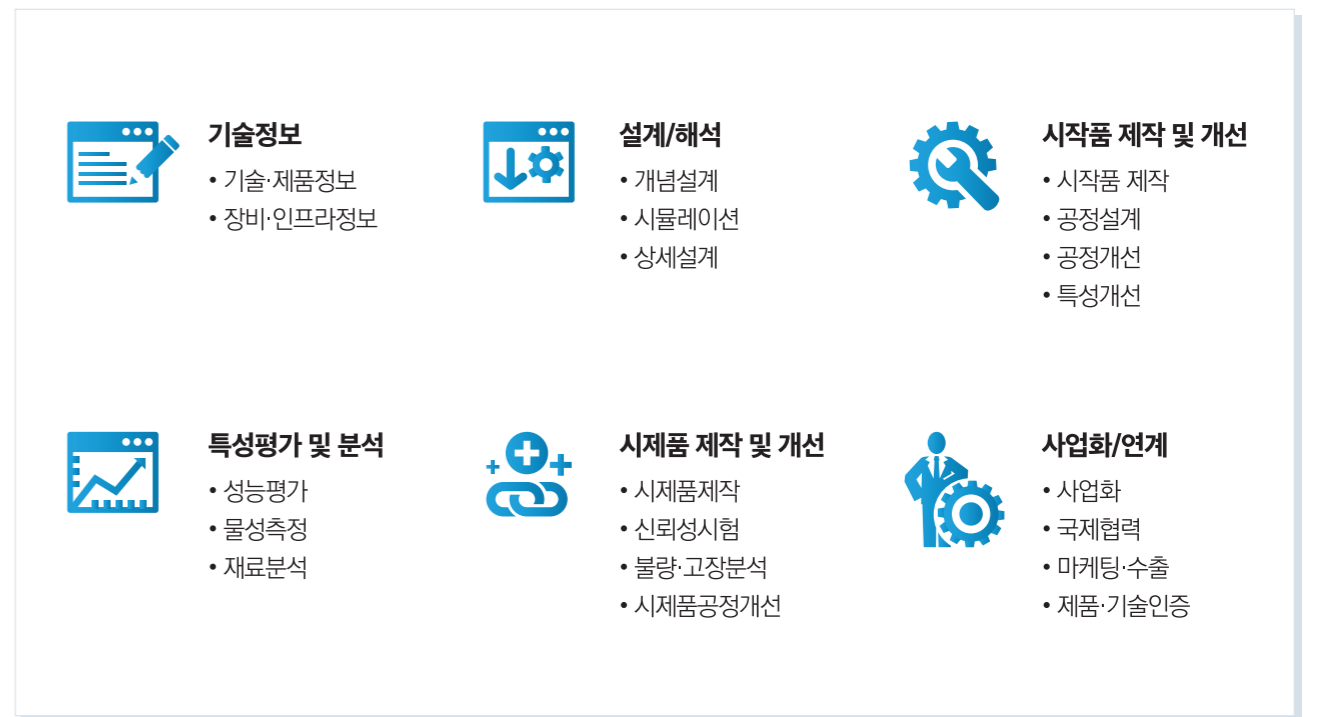 기술정보
• 기술·제품정보
• 장비·인프라정보
설계/해석
• 개념설계
• 시뮬레이션
• 상세설계
시작품 제작 및 개선
• 시작품 제작
• 공정설계
• 공정개선
• 특성개선
특성평가 및 분석
• 성능평가
• 물성측정
• 재료분석
시제품 제작 및 개선
• 시제품제작
• 신뢰성시험
• 불량·고장분석
• 시제품공정개선
사업화/연계
• 사업화
• 국제협력
• 마케팅·수출
• 제품·기술인증